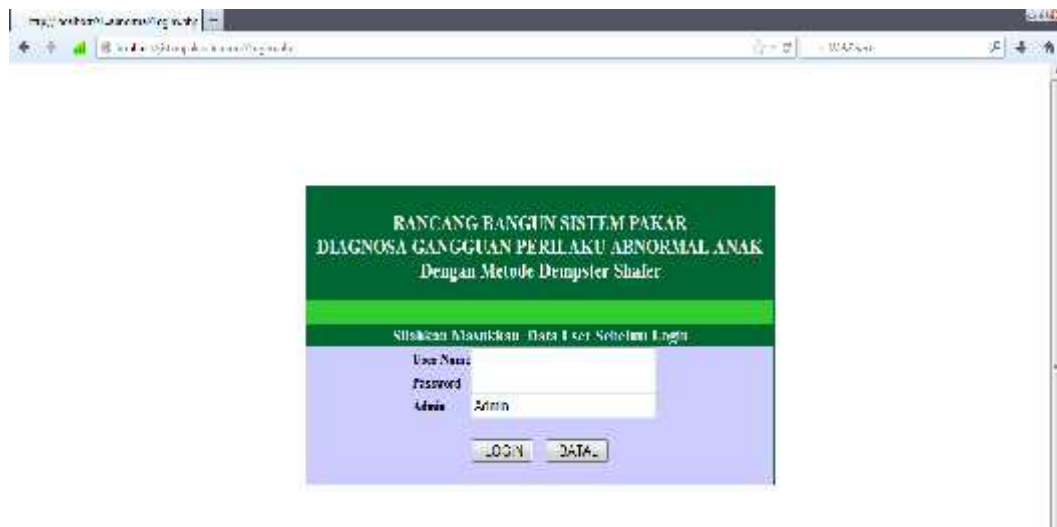 RANCANG BANGUN SISTEM PAKAR
DIAGNOSA GANGGUAN PERILAKU ABNORMAL ANAK
Dengan Metode Dempster Shafer
Silahkan Masukkan Data User Sebelum Login
User Name
Password
Admin Admin
LOGIN BATAL